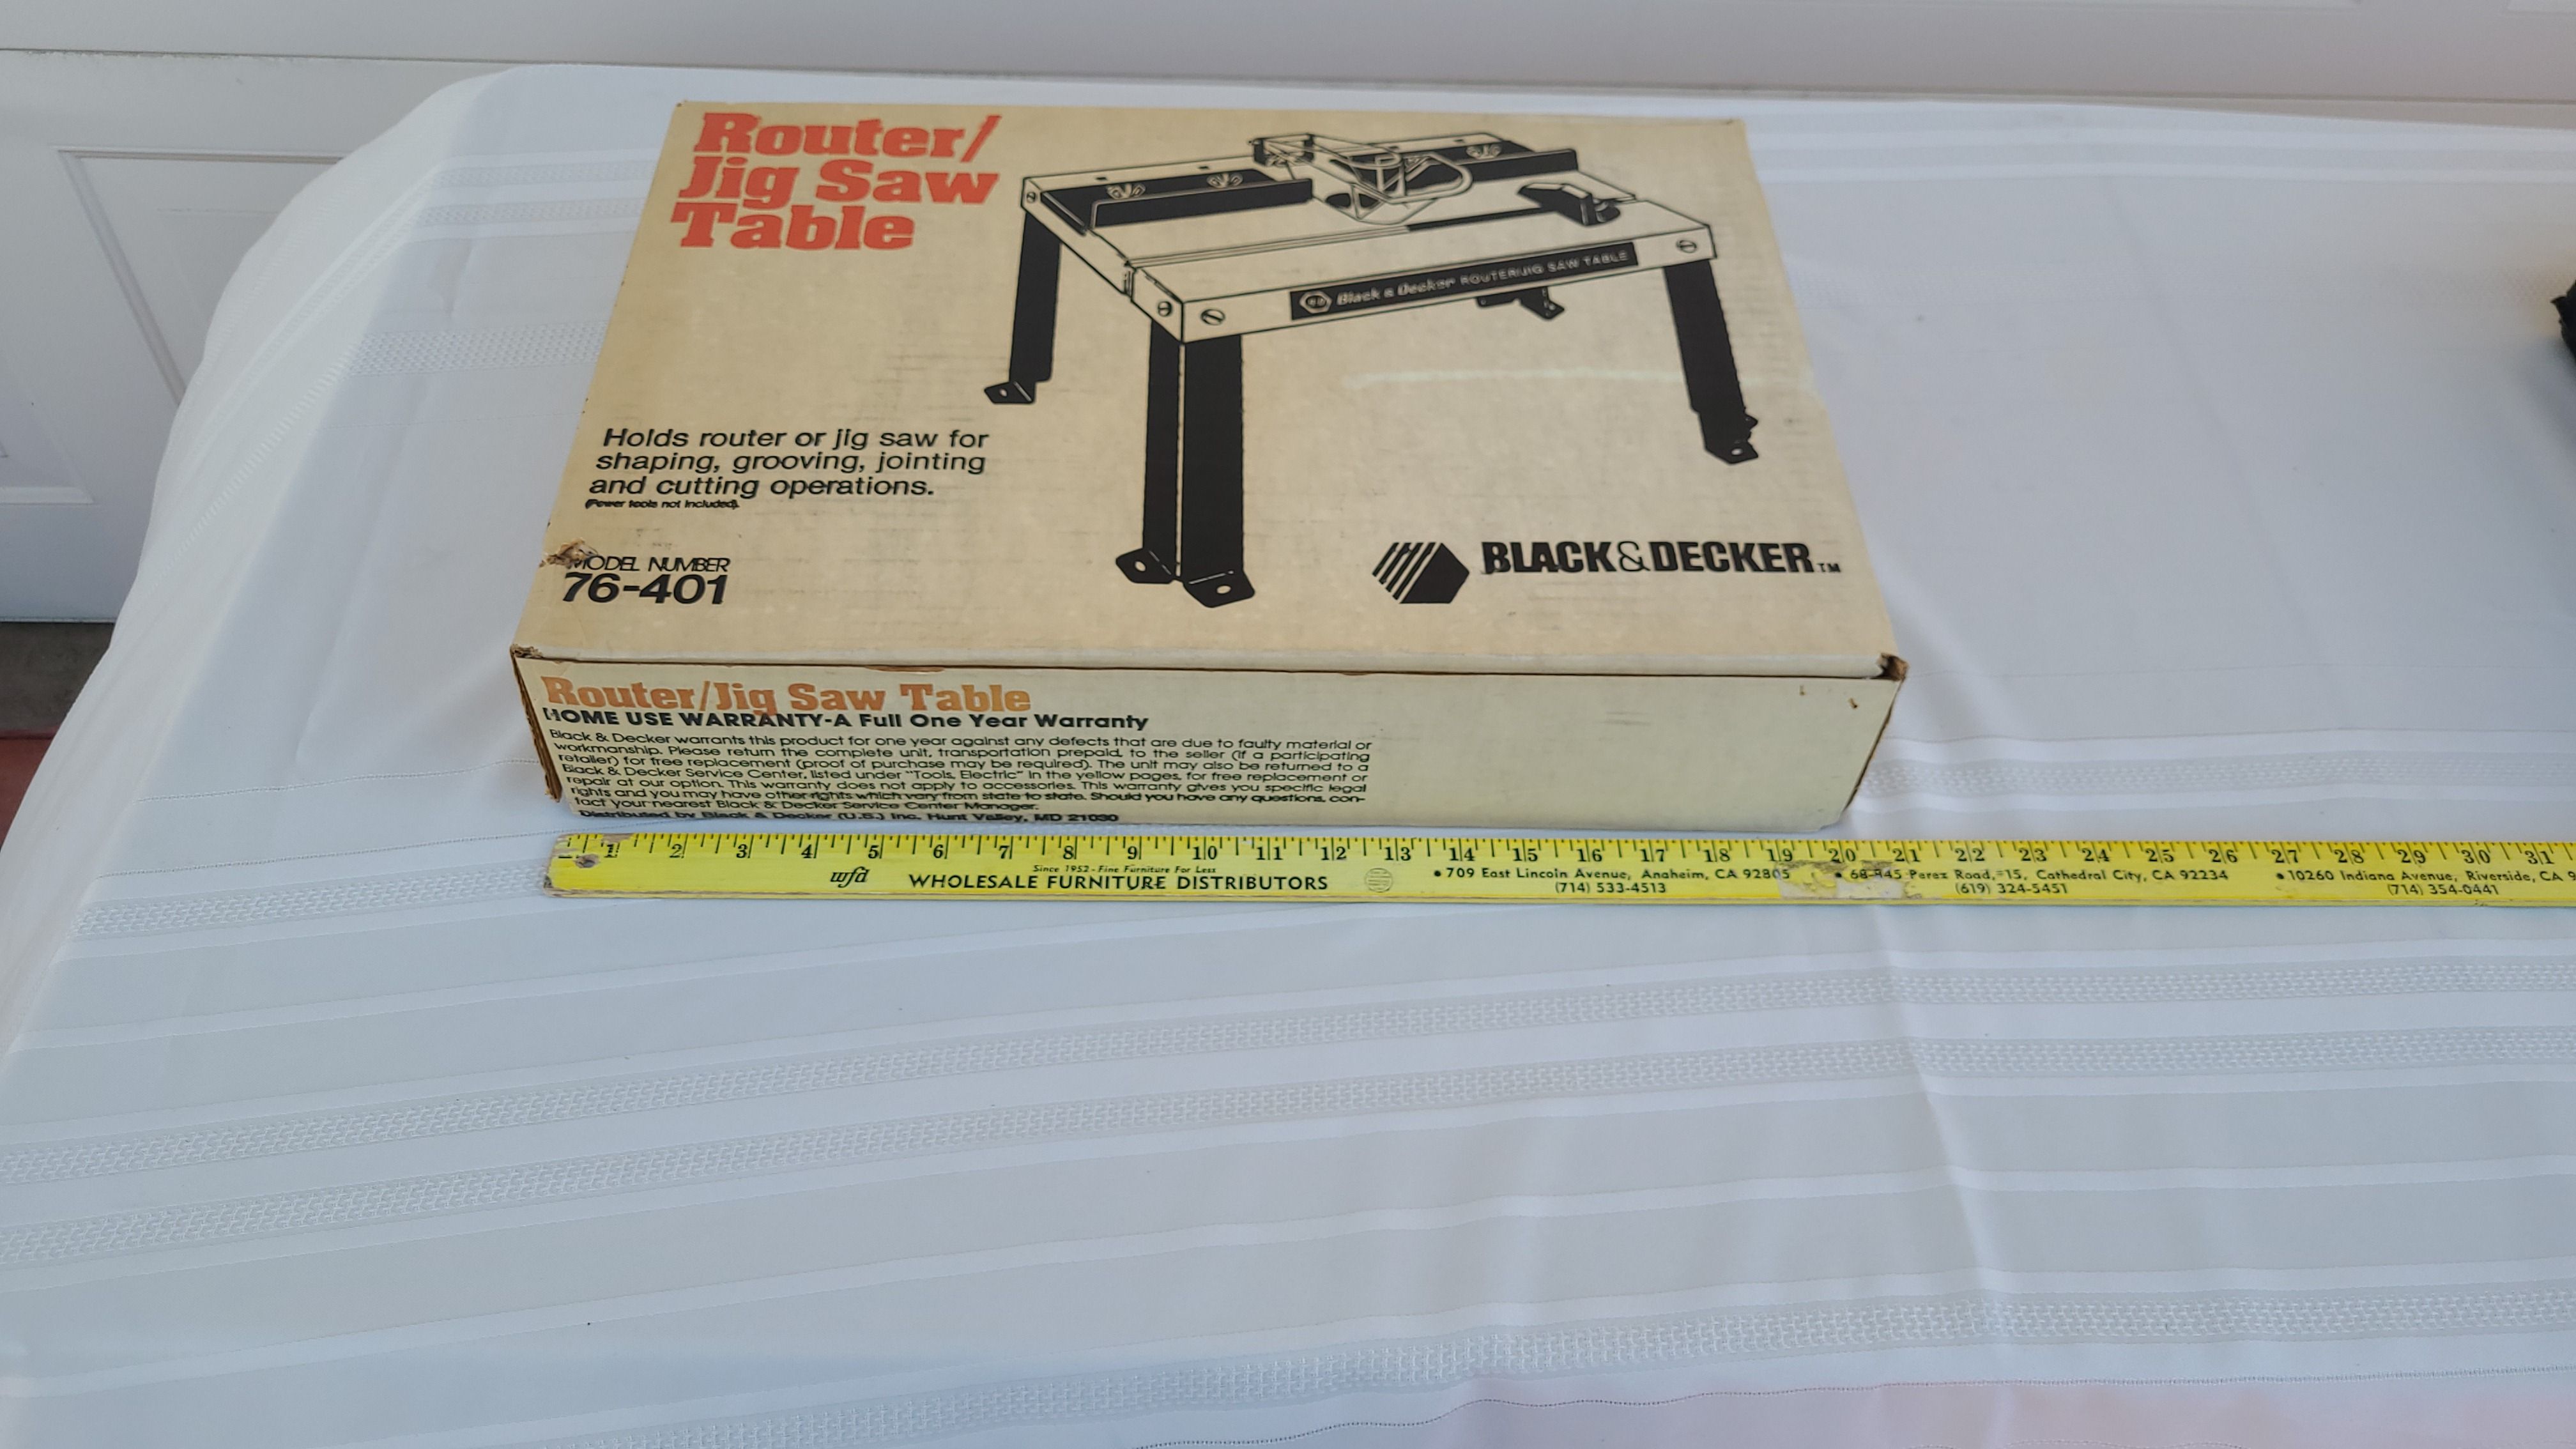 Router/
Jig Saw
Table
Black & Decker ROUTER/JIG SAW TABLE
Holds router or jig saw for
shaping, grooving, jointing
and cutting operations.
(Power tools not included).
MODEL NUMBER
76-401
BLACK&DECKER™
Router/Jig Saw Table
HOME USE WARRANTY-A Full One Year Warranty
Black & Decker warrants this product for one year against any defects that are due to faulty material or
workmanship. Please return the complete unit, transportation prepaid, to the seller (if a participating
retailer) for free replacement (proof of purchase may be required). The unit may also be returned to a
Black & Decker Service Center, listed under "Tools, Electric" in the yellow pages, for free replacement or
repair at our option. This warranty does not apply to accessories. This warranty gives you specific legal
rights and you may have other rights which vary from state to state. Should you have any questions, con-
tact your nearest Black & Decker Service Center Manager.
Distributed by Black & Decker (U.S.) Inc. Hunt Valley, MD 21030
1 2 3 4 5 6 7 8 9 10 11 12 13 14 15 16 17 18 19 20 21 22 23 24 25 26 27 28 29 30 31
wfd
Since 1952 - Fine Furniture For Less
WHOLESALE FURNITURE DISTRIBUTORS
• 709 East Lincoln Avenue, Anaheim, CA 92805
(714) 533-4513
• 68-945 Perez Road, #15, Cathedral City, CA 92234
(619) 324-5451
• 10260 Indiana Avenue, Riverside, CA 9
(714) 354-0441